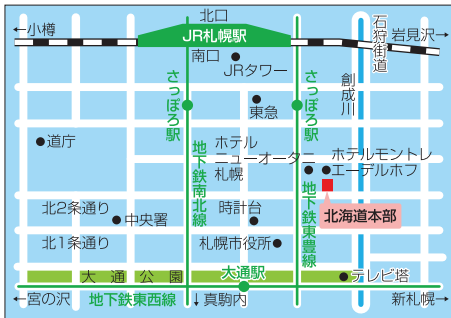 北口
←小樽
JR札幌駅
石狩街道
岩見沢→
南口
JRタワー
さっぽろ駅
さっぽろ駅
創成川
東急
道庁
ホテル
ニューオータニ
札幌
ホテルモントレ
エーデルホフ
地下鉄南北線
地下鉄東豊線
北海道本部
北2条通り
中央署
時計台
北1条通り
札幌市役所
大通公園
大通駅
テレビ塔
←宮の沢
地下鉄東西線
↓真駒内
新札幌→